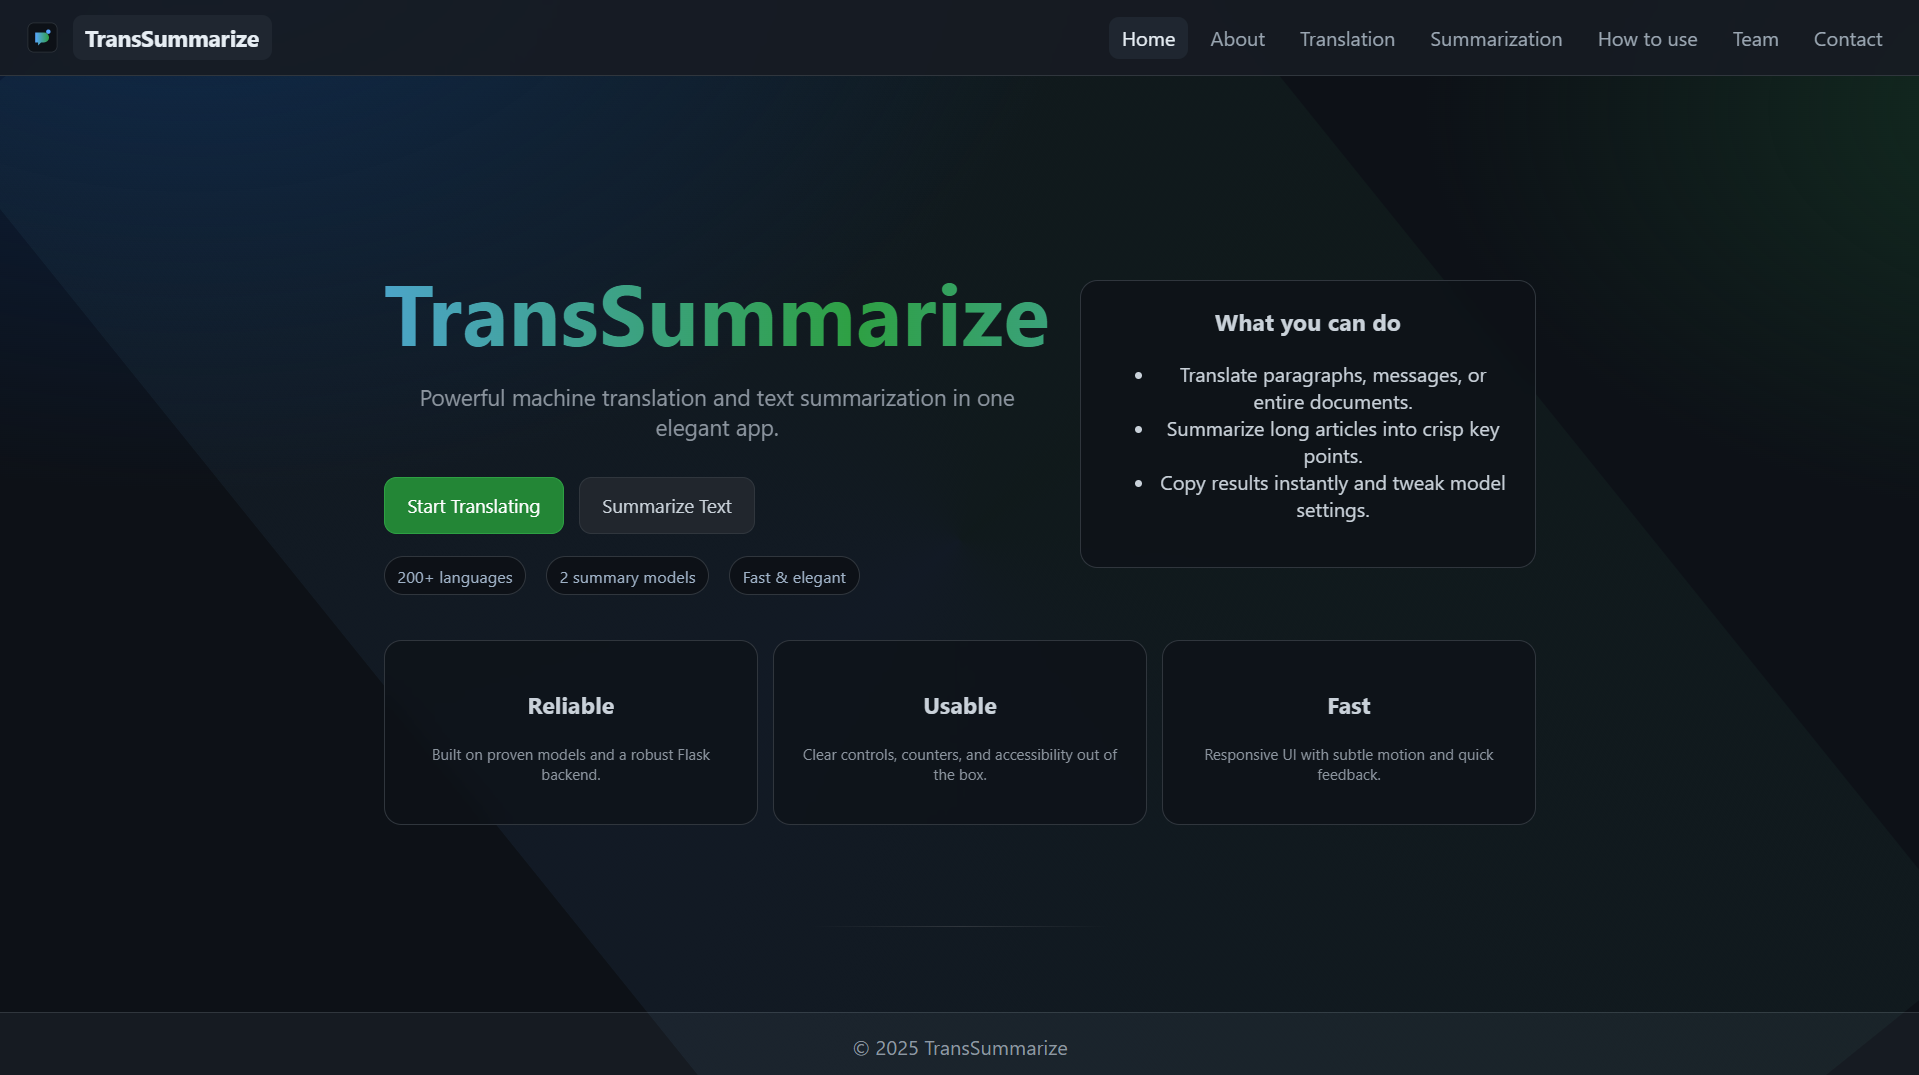 TransSummarize
Home
About
Translation
Summarization
How to use
Team
Contact
TransSummarize
Powerful machine translation and text summarization in one
elegant app.
Start Translating
Summarize Text
200+ languages
2 summary models
Fast & elegant
What you can do
• Translate paragraphs, messages, or
entire documents.
• Summarize long articles into crisp key
points.
• Copy results instantly and tweak model
settings.
Reliable
Built on proven models and a robust Flask
backend.
Usable
Clear controls, counters, and accessibility out of
the box.
Fast
Responsive UI with subtle motion and quick
feedback.
© 2025 TransSummarize